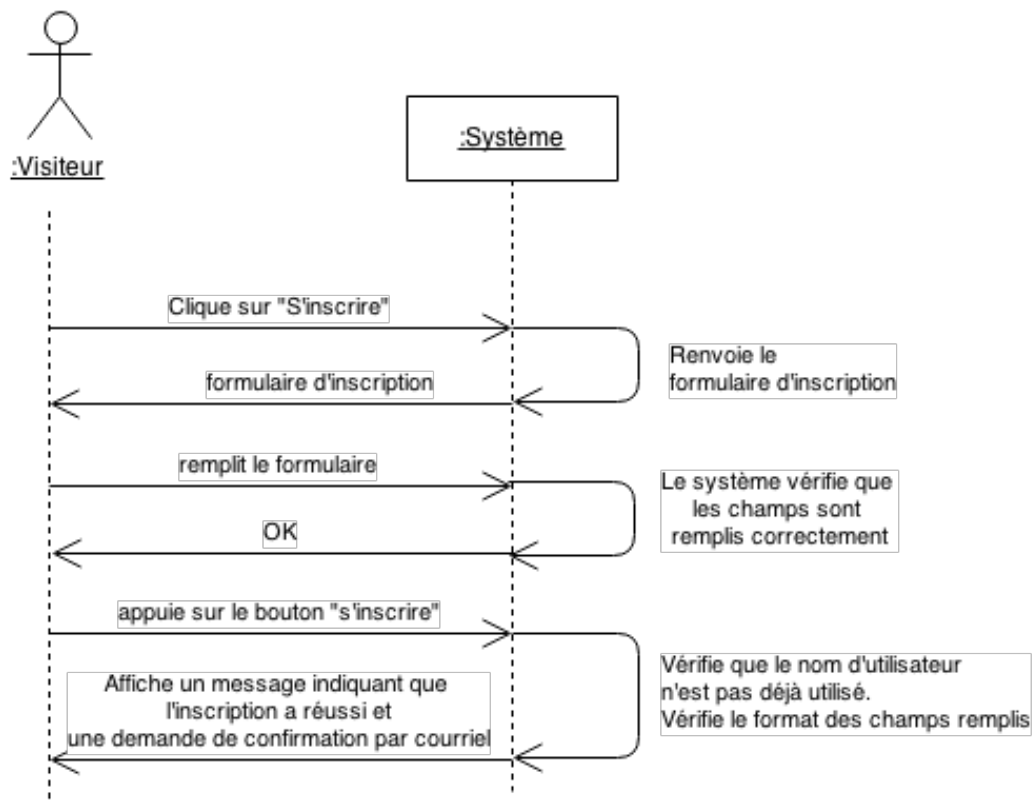 :Visiteur
:Système
Clique sur "S'inscrire"
Renvoie le
formulaire d'inscription
formulaire d'inscription
remplit le formulaire
Le système vérifie que
les champs sont
remplis correctement
OK
appuie sur le bouton "s'inscrire"
Vérifie que le nom d'utilisateur
n'est pas déjà utilisé.
Vérifie le format des champs remplis
Affiche un message indiquant que
l'inscription a réussi et
une demande de confirmation par courriel